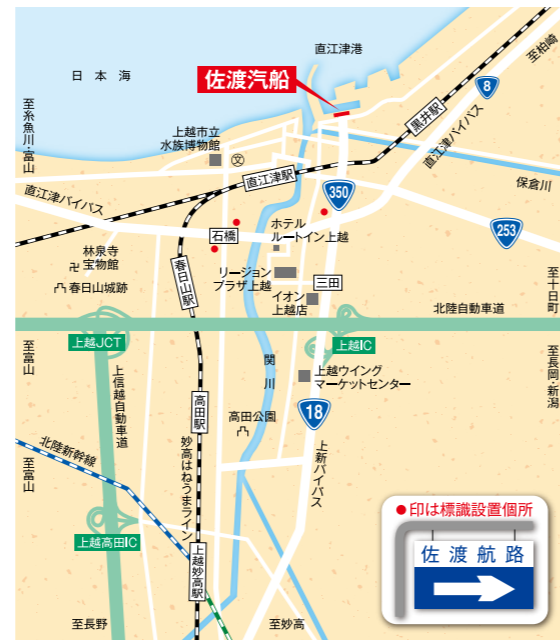 直江津港
日本海
至柏崎
佐渡汽船
8
黒井駅
至糸魚川・富山
上越市立
水族博物館
文
直江津バイパス
直江津駅
保倉川
直江津バイパス
350
253
石橋
ホテル
ルートイン上越
林泉寺
宝物館
春日山城跡
春日山駅
リージョン
プラザ上越
三田
イオン
上越店
至十日町
北陸自動車道
上越JCT
上越IC
至富山
関川
至長岡・新潟
上信越自動車道
上越ウイング
マーケットセンター
高田駅
高田公園
18
北陸新幹線
妙高はねうまライン
上新バイパス
至富山
●印は標識設置個所
佐渡航路
上越高田IC
上越妙高駅
至長野
至妙高